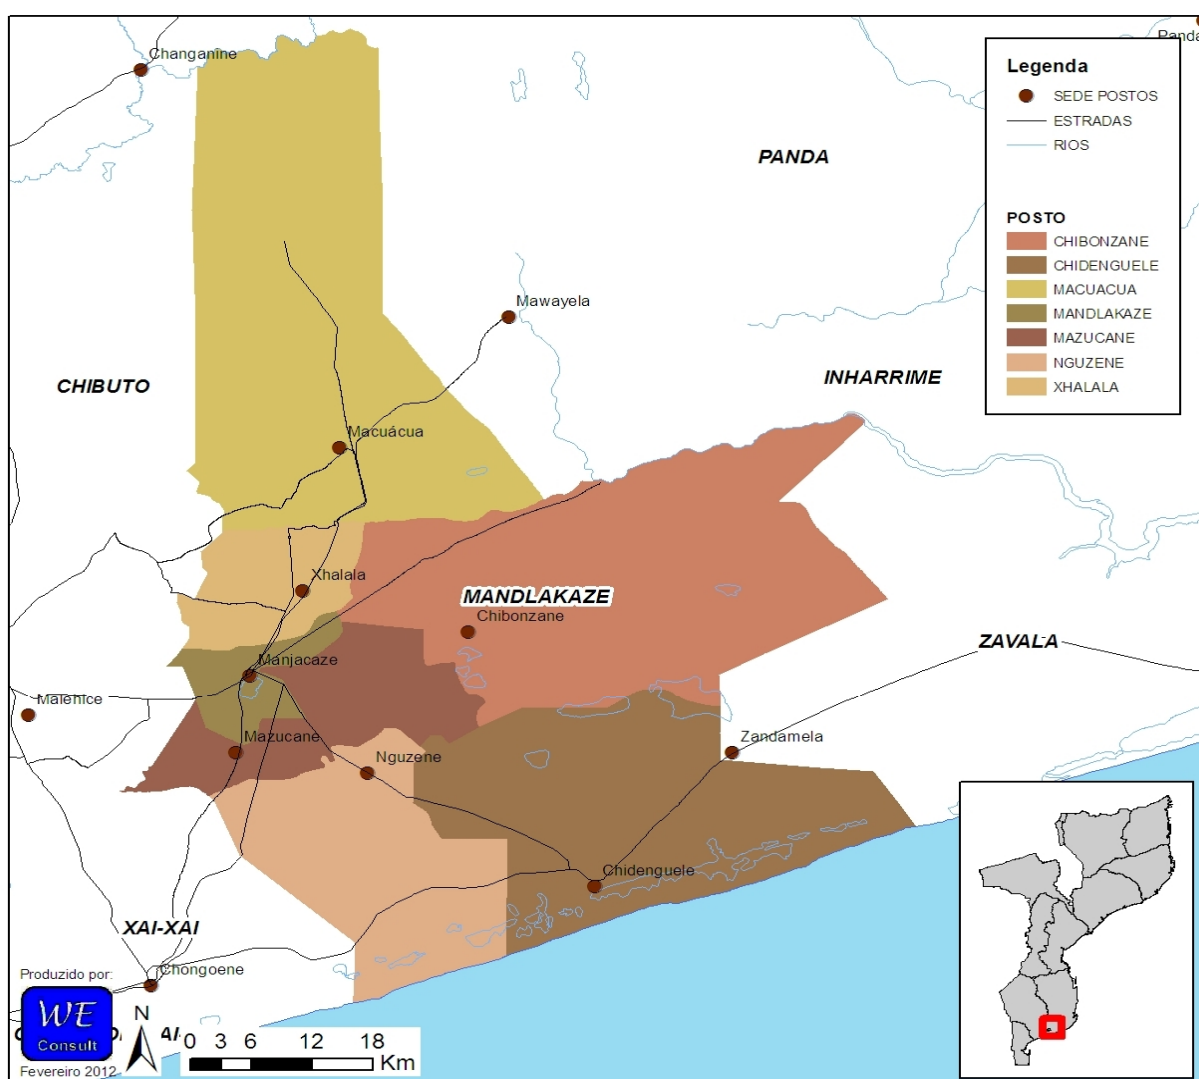 Changanine
Panda
Legenda
SEDE POSTOS
ESTRADAS
RIOS
POSTO
CHIBONZANE
CHIDENGUELE
MACUACUA
MANDLAKAZE
MAZUCANE
NGUZENE
XHALALA
PANDA
Mawayela
CHIBUTO
INHARRIME
Macuácua
Xhalala
MANDLAKAZE
Chibonzane
ZAVALA
Manjacaze
Malehice
Mazucane
Nguzene
Zandamela
Chidenguele
XAI-XAI
Chongoene
Produzido por:
WE
Consult
Fevereiro 2012
N
0 3 6 12 18
Km